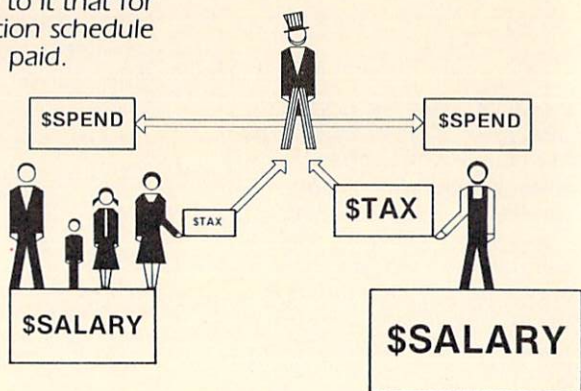 to it that for
tion schedule
paid.
$SPEND
$SPEND
$TAX
$TAX
$SALARY
$SALARY